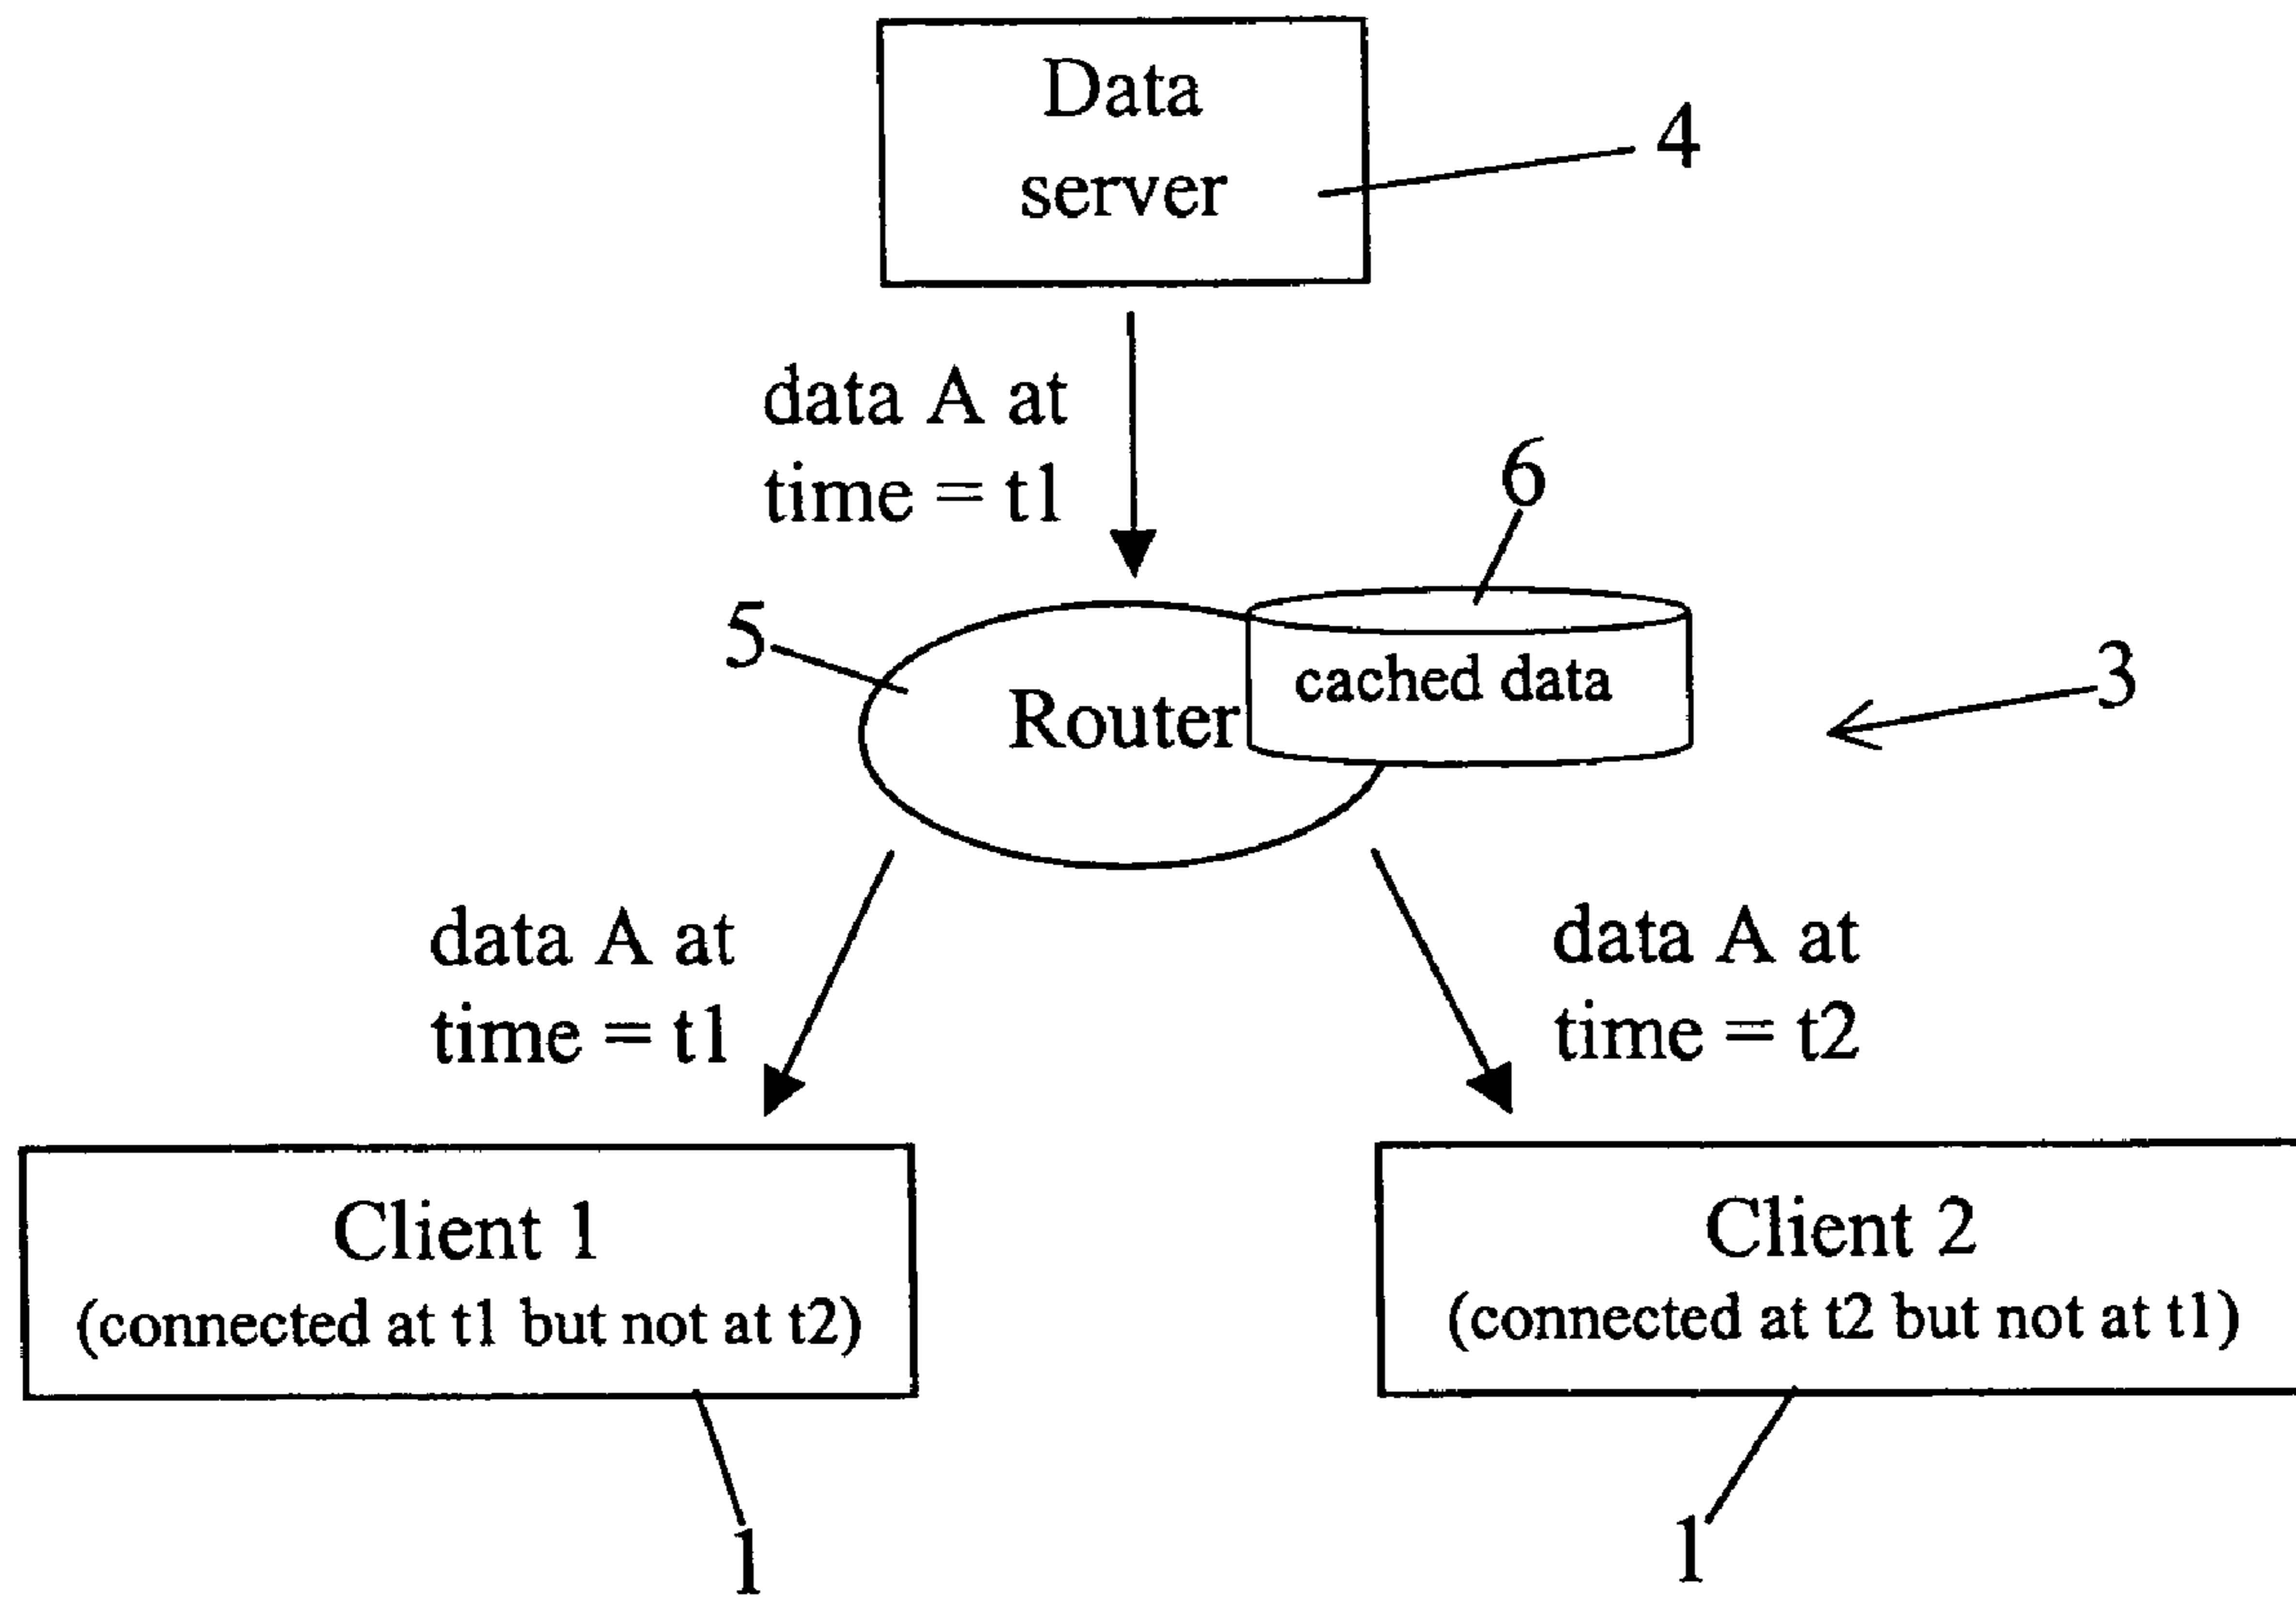 Data
server
4
data A at
time = t1
6
5
Router
cached data
3
data A at
time = t1
data A at
time = t2
Client 1
(connected at t1 but not at t2)
Client 2
(connected at t2 but not at t1)
1
1